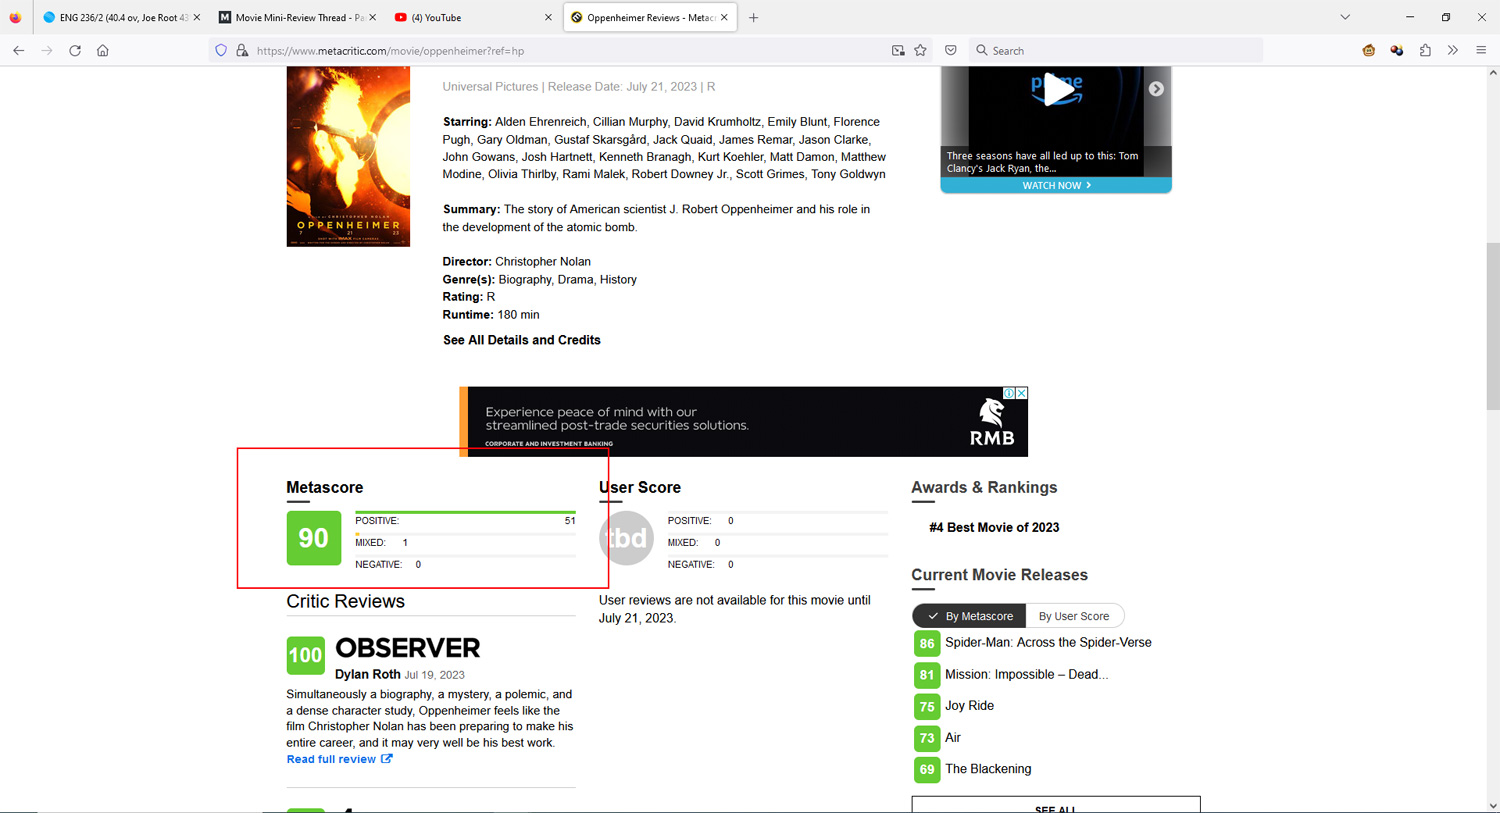 ENG 236/2 (40.4 ov, Joe Root 43
Movie Mini-Review Thread - Pa
(4) YouTube
Oppenheimer Reviews - Metacr
https://www.metacritic.com/movie/oppenheimer?ref=hp
Search
OPPENHEIMER
Universal Pictures | Release Date: July 21, 2023 | R
Starring: Alden Ehrenreich, Cillian Murphy, David Krumholtz, Emily Blunt, Florence
Pugh, Gary Oldman, Gustaf Skarsgård, Jack Quaid, James Remar, Jason Clarke,
John Gowans, Josh Hartnett, Kenneth Branagh, Kurt Koehler, Matt Damon, Matthew
Modine, Olivia Thirlby, Rami Malek, Robert Downey Jr., Scott Grimes, Tony Goldwyn
Summary: The story of American scientist J. Robert Oppenheimer and his role in
the development of the atomic bomb.
Director: Christopher Nolan
Genre(s): Biography, Drama, History
Rating: R
Runtime: 180 min
See All Details and Credits
prime
Three seasons have all led up to this: Tom
Clancy's Jack Ryan, the...
WATCH NOW
Experience peace of mind with our
streamlined post-trade securities solutions.
CORPORATE AND INVESTMENT BANKING
RMB
Metascore
90
POSITIVE: 51
MIXED: 1
NEGATIVE: 0
User Score
tbd
POSITIVE: 0
MIXED: 0
NEGATIVE: 0
User reviews are not available for this movie until
July 21, 2023.
Critic Reviews
100
OBSERVER
Dylan Roth Jul 19, 2023
Simultaneously a biography, a mystery, a polemic, and
a dense character study, Oppenheimer feels like the
film Christopher Nolan has been preparing to make his
entire career, and it may very well be his best work.
Read full review
Awards & Rankings
#4 Best Movie of 2023
Current Movie Releases
By Metascore
By User Score
86 Spider-Man: Across the Spider-Verse
81 Mission: Impossible – Dead...
75 Joy Ride
73 Air
69 The Blackening
SEE ALL